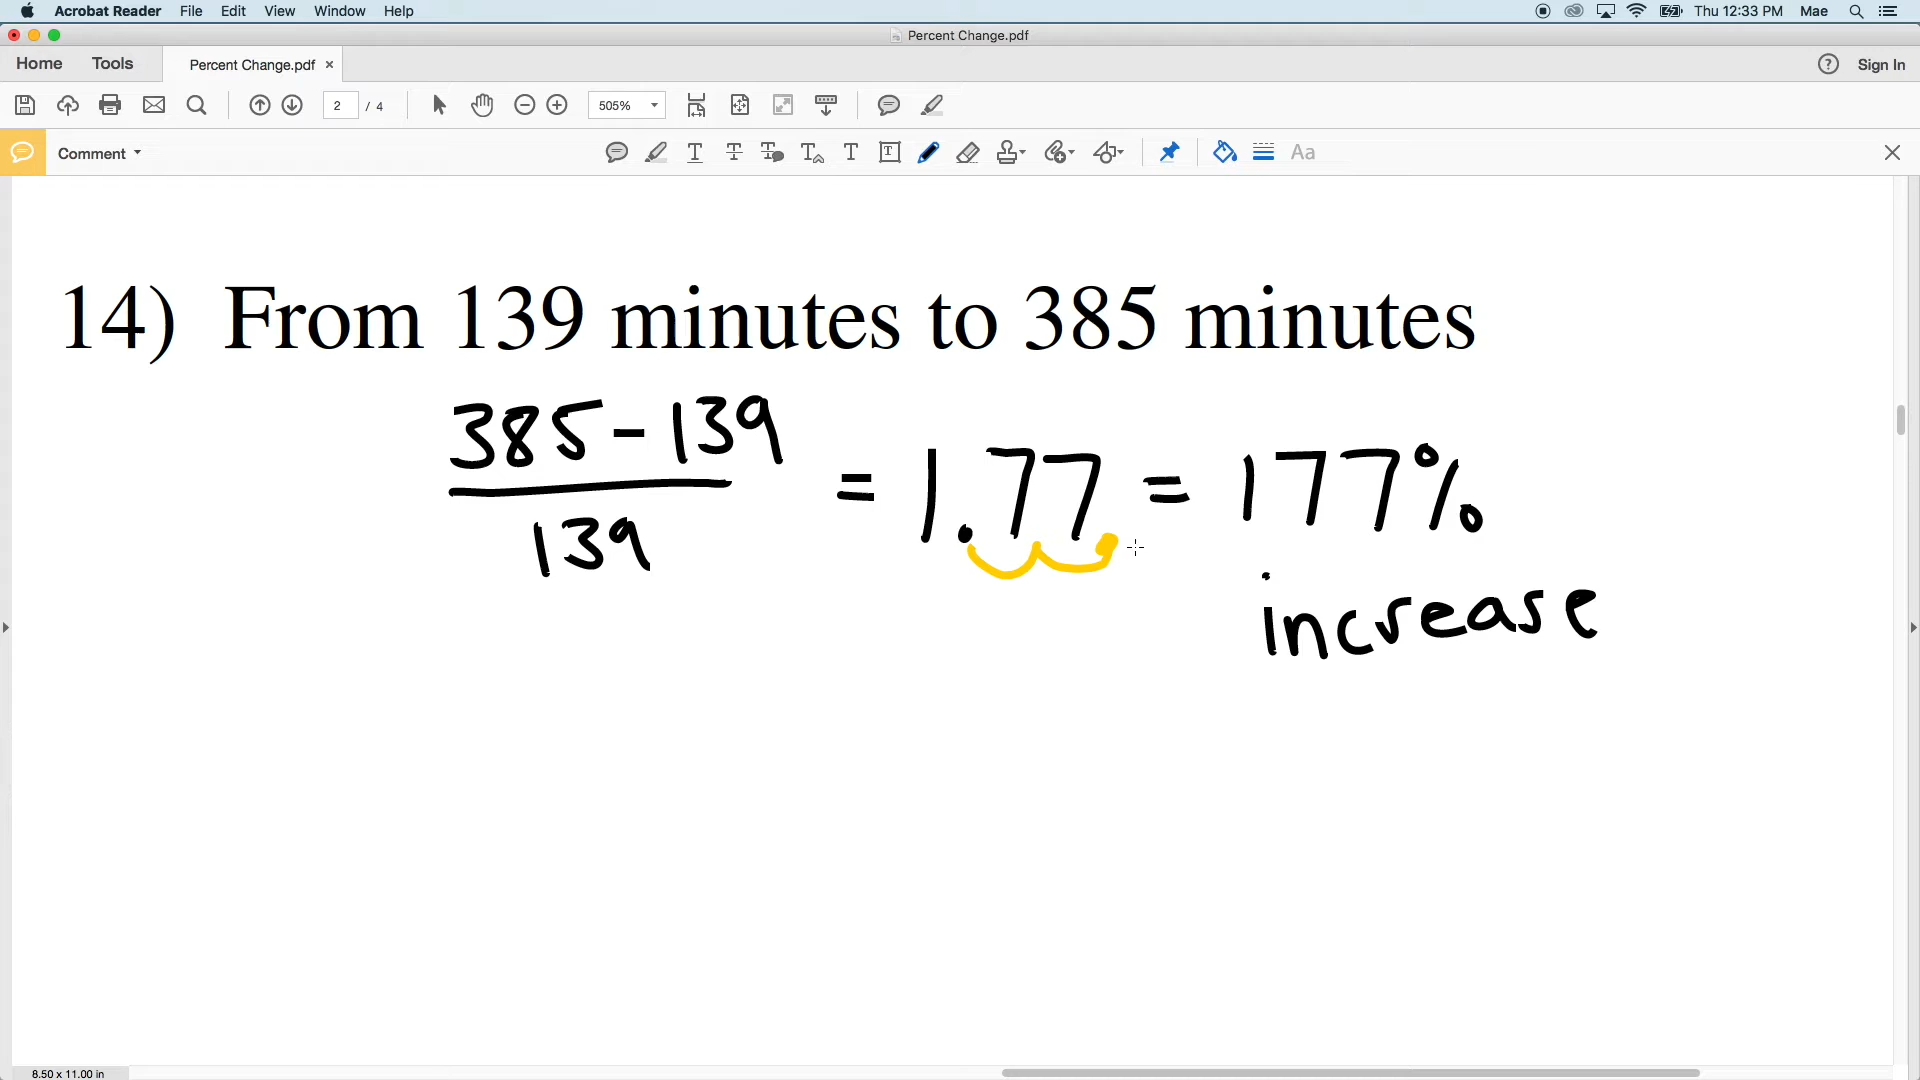 Acrobat Reader File Edit View Window Help Thu 12:33 PM Mae
Percent Change.pdf
Home Tools Percent Change.pdf × ? Sign In
2 / 4 505%
Comment T T T T T T Aa
14) From 139 minutes to 385 minutes
385-139
139
= 1.77 = 177%
increase
8.50 x 11.00 in